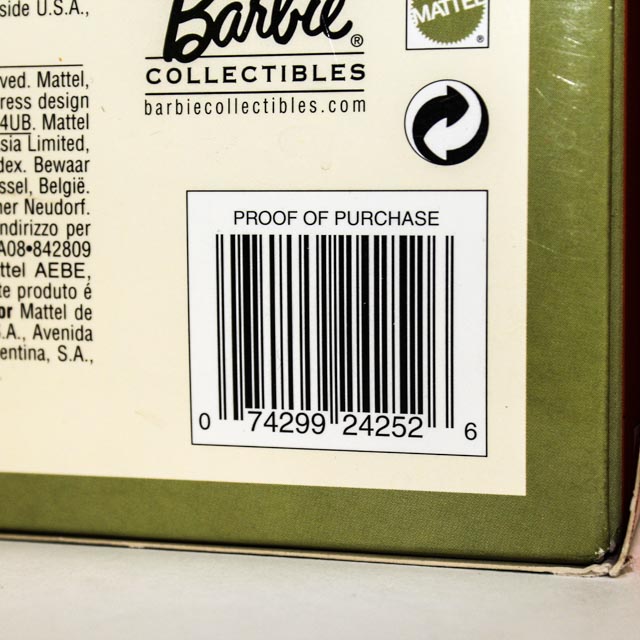 side U.S.A.,
ved. Mattel,
ress design
4UB. Mattel
sia Limited,
dex. Bewaar
ssel, België.
ner Neudorf.
ndirizzo per
A08•842809
ttel AEBE,
te produto é
or Mattel de
.A., Avenida
entina, S.A.,
Barbie®
COLLECTIBLES
barbiecollectibles.com
MATTEL®
PROOF OF PURCHASE
0 74299 24252 6